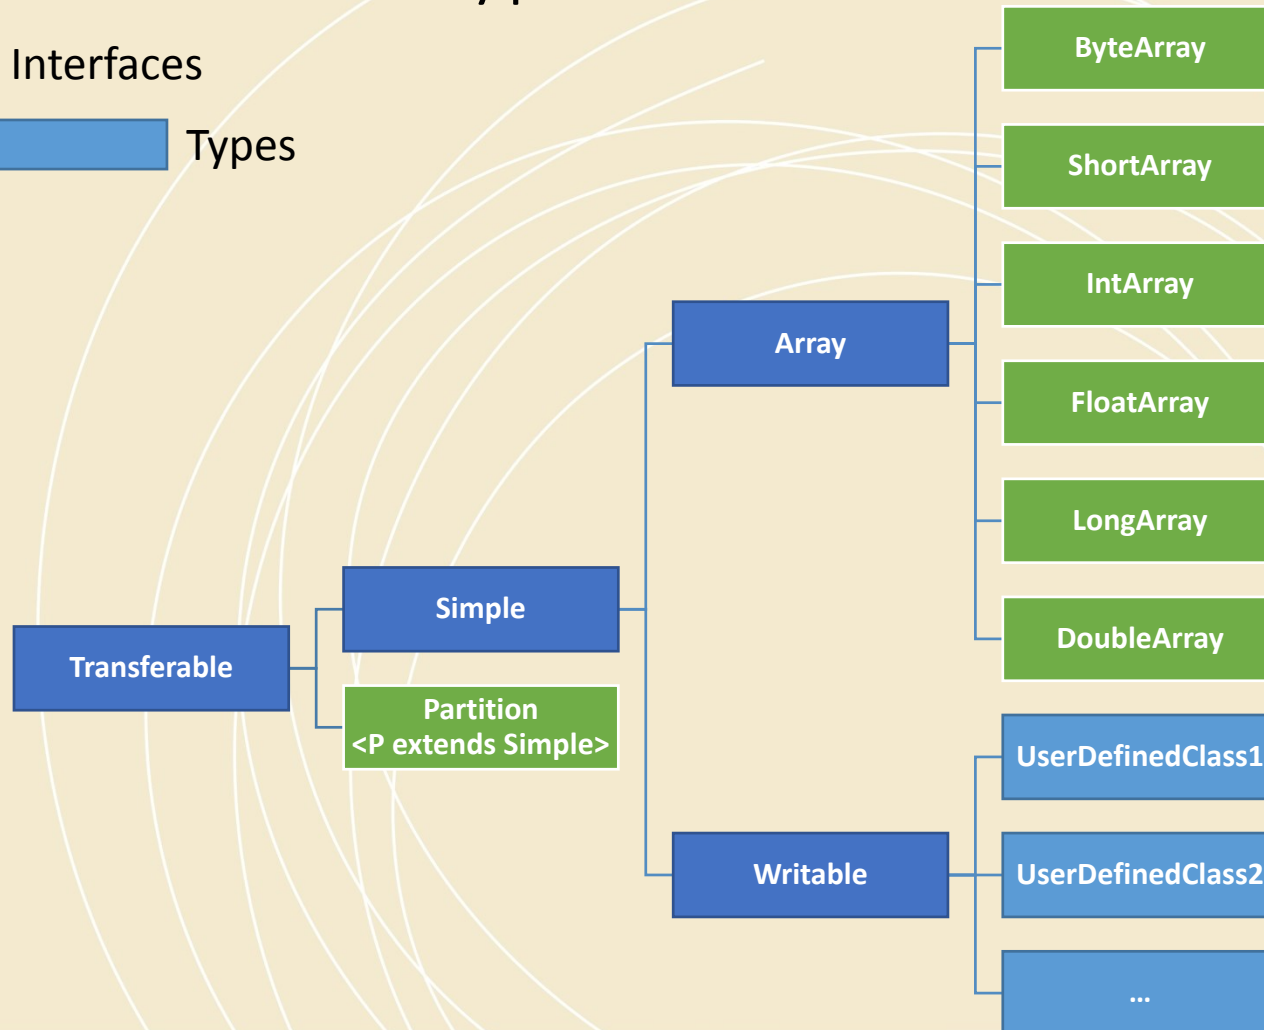 Interfaces
Types
ByteArray
ShortArray
IntArray
Array
FloatArray
LongArray
Simple
DoubleArray
Transferable
Partition
<P extends Simple>
UserDefinedClass1
Writable
UserDefinedClass2
...